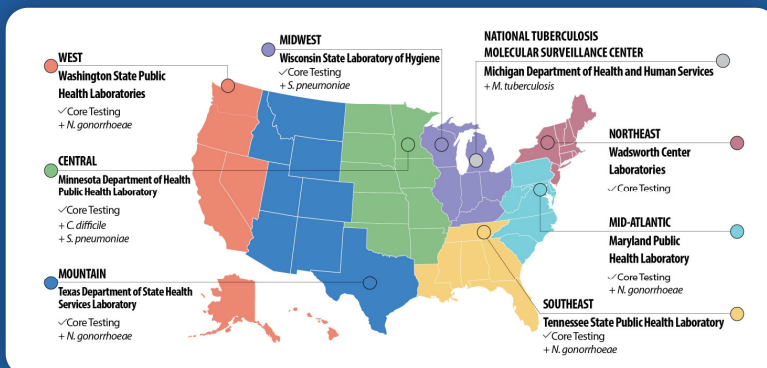 WEST
Washington State Public
Health Laboratories
✓Core Testing
+ N. gonorrhoeae
CENTRAL
Minnesota Department of Health
Public Health Laboratory
✓Core Testing
+ C. difficile
+ S. pneumoniae
MOUNTAIN
Texas Department of State Health
Services Laboratory
✓Core Testing
+ N. gonorrhoeae
MIDWEST
Wisconsin State Laboratory of Hygiene
✓Core Testing
+ S. pneumoniae
NATIONAL TUBERCULOSIS
MOLECULAR SURVEILLANCE CENTER
Michigan Department of Health and Human Services
+ M. tuberculosis
NORTHEAST
Wadsworth Center
Laboratories
✓Core Testing
MID-ATLANTIC
Maryland Public
Health Laboratory
✓Core Testing
+ N. gonorrhoeae
SOUTHEAST
Tennessee State Public Health Laboratory
✓Core Testing
+ N. gonorrhoeae